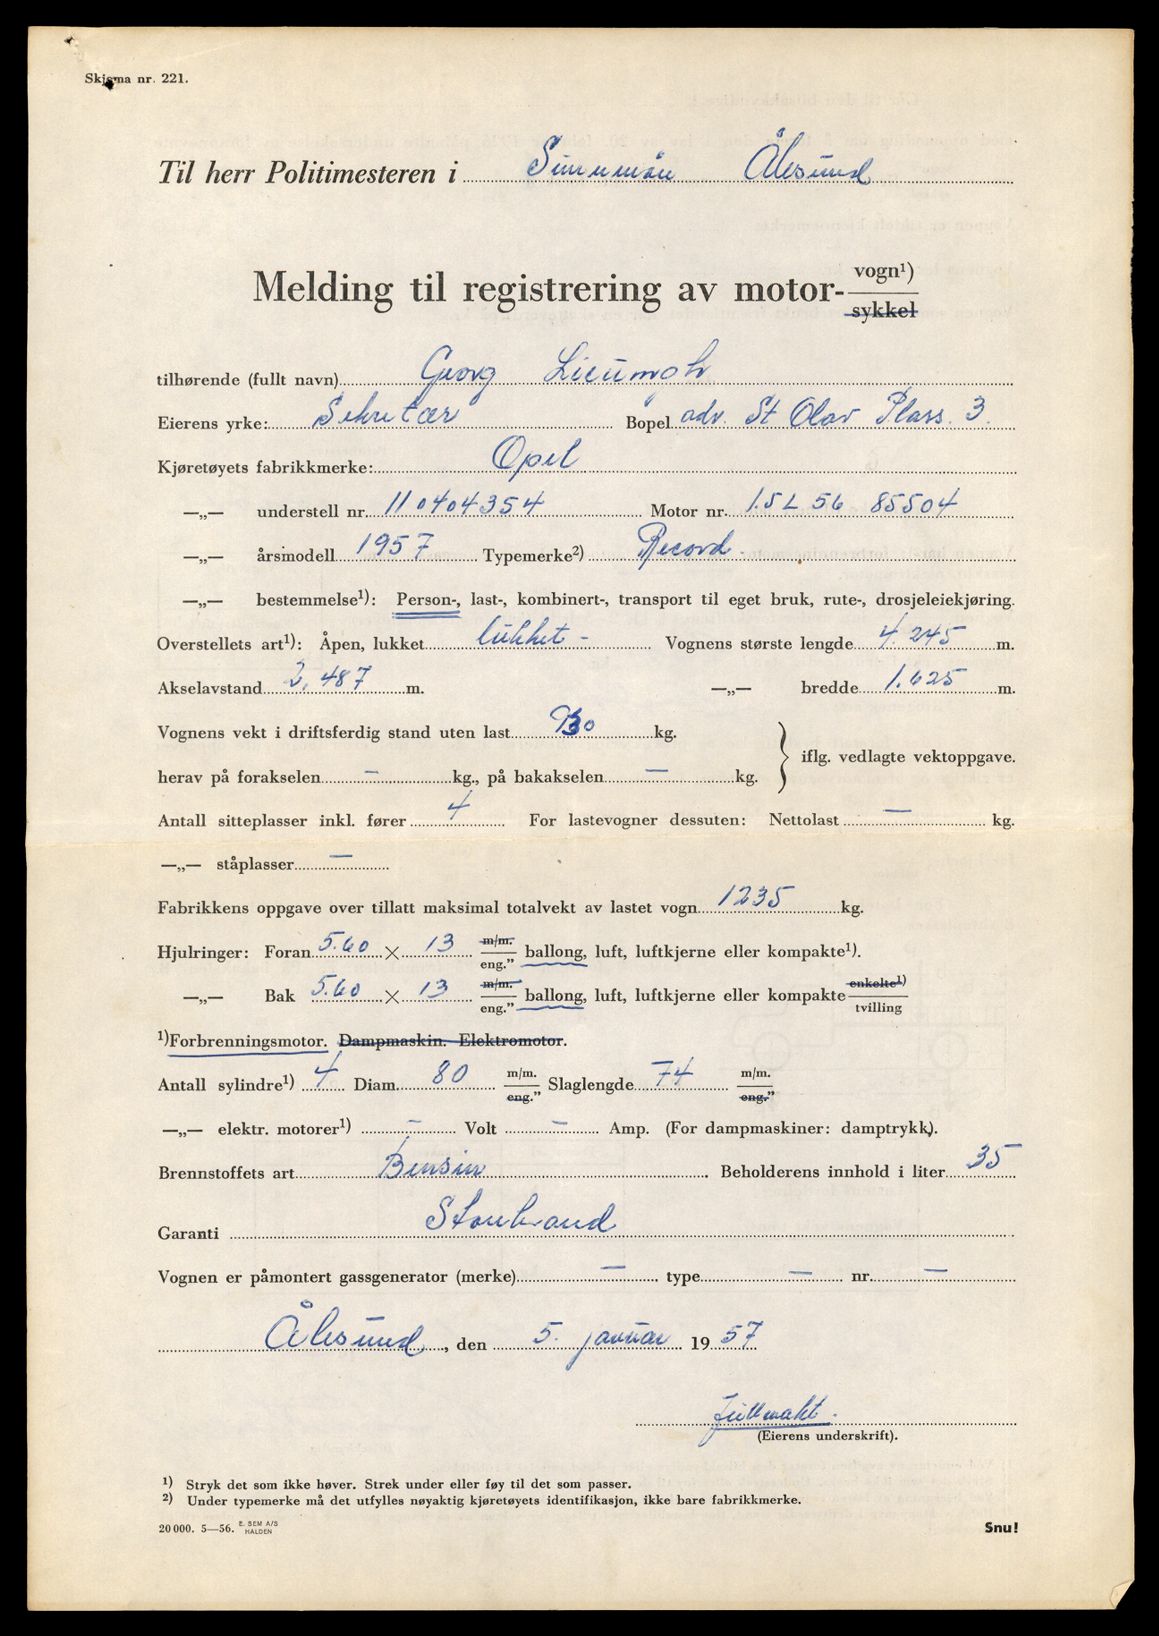 Skjema nr. 221.
Til herr Politimesteren i Sunnmøre Ålesund
Melding til registrering av motor-vogn¹)
sykkel
tilhørende (fullt navn) Georg
Eierens yrke: Sekretær Bopel adr. St Olav Plass. 3.
Kjøretøyets fabrikkmerke: Opel
—„— understell nr. 110404354 Motor nr. 1.5L 56 85504
—„— årsmodell 1957 Typemerke²) Record
—„— bestemmelse¹): Person-, last-, kombinert-, transport til eget bruk, rute-, drosjeleiekjøring.
Overstellets art¹): Åpen, lukket lukket - Vognens største lengde 4.245 m.
Akselavstand 2,487 m. —„— bredde 1.625 m.
Vognens vekt i driftsferdig stand uten last 930 kg.
iflg. vedlagte vektoppgave.
herav på forakselen — kg., på bakakselen — kg.
Antall sitteplasser inkl. fører 4 For lastevogner dessuten: Nettolast — kg.
—„— ståplasser —
Fabrikkens oppgave over tillatt maksimal totalvekt av lastet vogn 1235 kg.
Hjulringer: Foran 5.60 × 13 m/m. eng.” ballong, luft, luftkjerne eller kompakte¹).
—„— Bak 5.60 × 13 m/m. eng.” ballong, luft, luftkjerne eller kompakte enkelte¹) tvilling
¹)Forbrenningsmotor. Dampmaskin. Elektromotor.
Antall sylindre¹) 4 Diam. 80 m/m. eng.” Slaglengde 74 m/m. eng.”
—„— elektr. motorer¹) — Volt — Amp. (For dampmaskiner: damptrykk).
Brennstoffets art Bensin Beholderens innhold i liter 35
Garanti Storebrand
Vognen er påmontert gassgenerator (merke) — type — nr. —
Ålesund, den 5. januar 1957
Fullmakt.
(Eierens underskrift).
¹) Stryk det som ikke høver. Strek under eller føy til det som passer.
²) Under typemerke må det utfylles nøyaktig kjøretøyets identifikasjon, ikke bare fabrikkmerke.
20 000. 5—56. E. SEM A/S HALDEN
Snu!